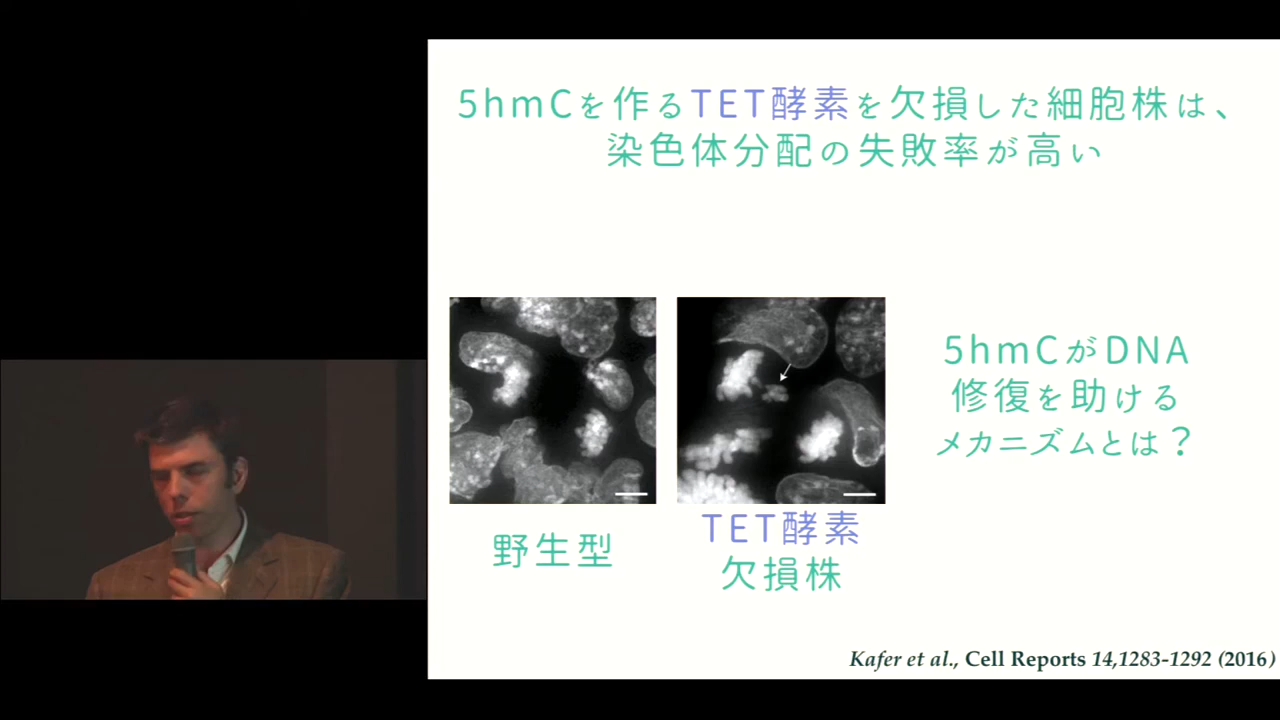 5hmCを作るTET酵素を欠損した細胞株は、
染色体分配の失敗率が高い
5hmCがDNA
修復を助ける
メカニズムとは？
野生型
TET酵素
欠損株
Kafer et al., Cell Reports 14,1283-1292 (2016)